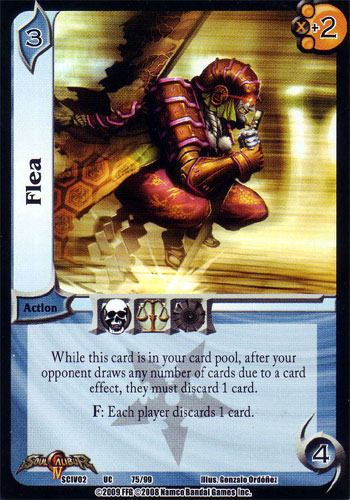 3
X +2
Flea
Action
While this card is in your card pool, after your
opponent draws any number of cards due to a card
effect, they must discard 1 card.
F: Each player discards 1 card.
4
SOULCALIBUR
IV
SCIV02 UC 75/99 Illus. Gonzalo Ordóñez
©2009 FFG ©2008 Namco Bandai Games Inc.